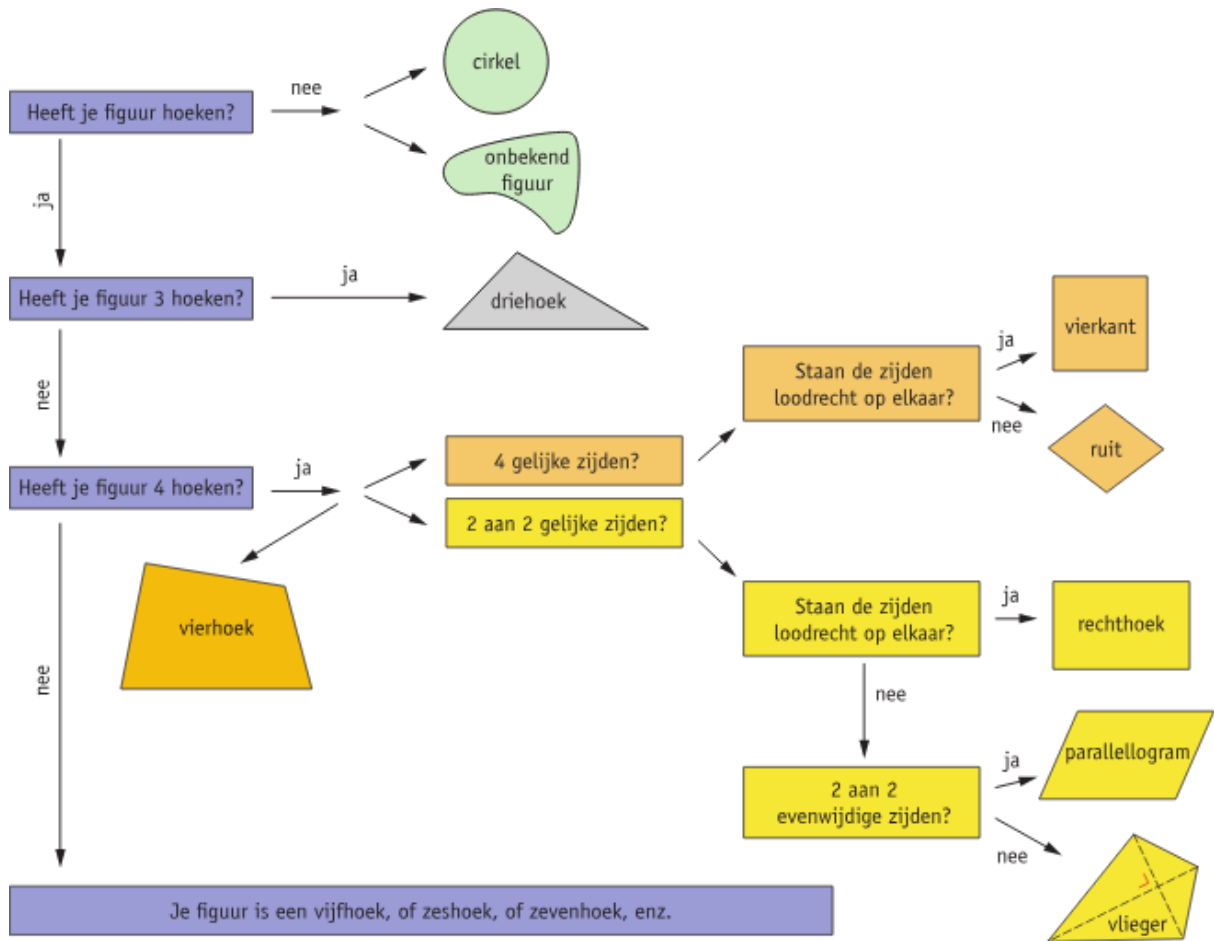 cirkel
nee
Heeft je figuur hoeken?
onbekend
figuur
ja
ja
Heeft je figuur 3 hoeken?
driehoek
nee
Staan de zijden
loodrecht op elkaar?
ja
vierkant
nee
ruit
Heeft je figuur 4 hoeken?
ja
4 gelijke zijden?
2 aan 2 gelijke zijden?
vierhoek
Staan de zijden
loodrecht op elkaar?
ja
rechthoek
nee
nee
2 aan 2
evenwijdige zijden?
ja
parallellogram
nee
vlieger
Je figuur is een vijfhoek, of zeshoek, of zevenhoek, enz.